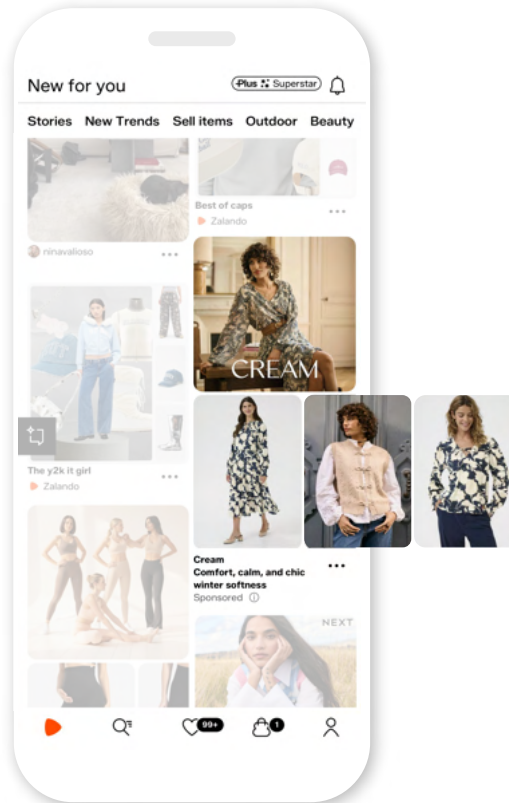 New for you
Plus Superstar
Stories New Trends Sell items Outdoor Beauty
Best of caps
Zalando
ninavalioso
CREAM
The y2k it girl
Zalando
Cream
Comfort, calm, and chic
winter softness
Sponsored
NEXT
99+
1